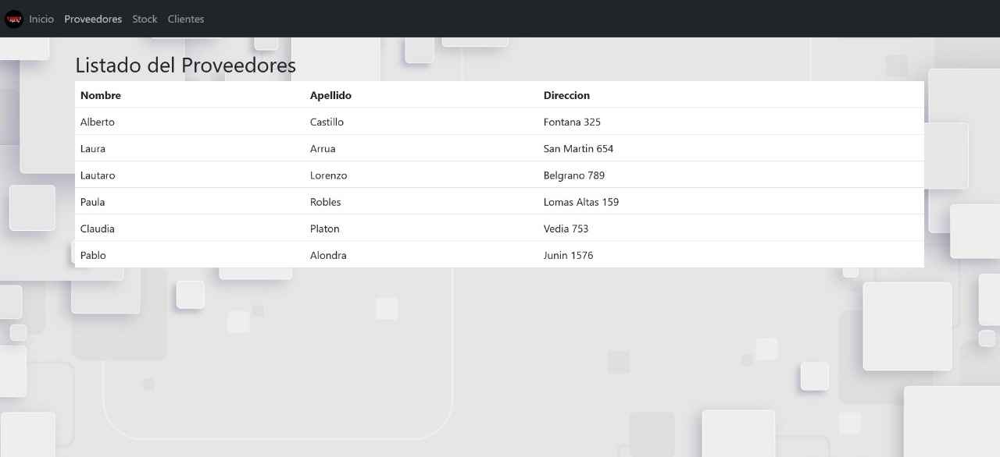 Inicio Proveedores Stock Clientes
Listado del Proveedores
Nombre Apellido Direccion
Alberto Castillo Fontana 325
Laura Arrua San Martin 654
Lautaro Lorenzo Belgrano 789
Paula Robles Lomas Altas 159
Claudia Platon Vedia 753
Pablo Alondra Junin 1576